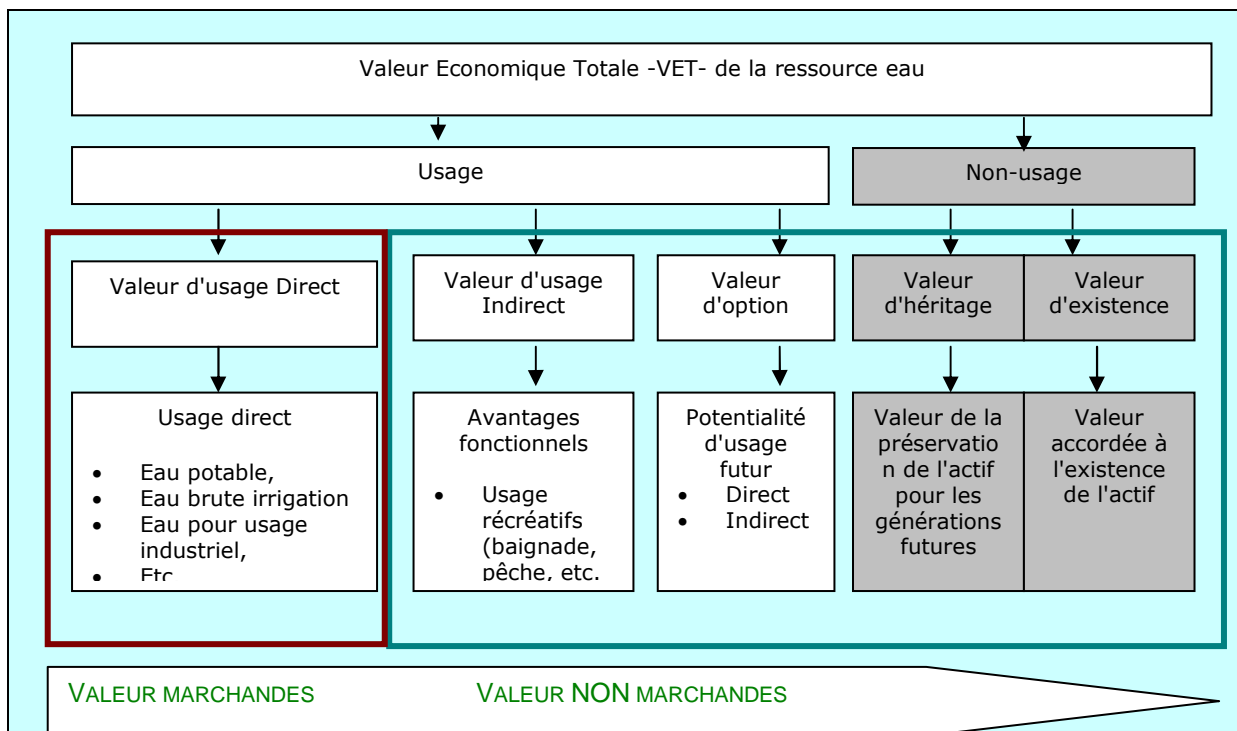 Valeur Economique Totale -VET- de la ressource eau
Usage
Non-usage
Valeur d'usage Direct
Valeur d'usage
Indirect
Valeur
d'option
Valeur
d'héritage
Valeur
d'existence
Usage direct
• Eau potable,
• Eau brute irrigation
• Eau pour usage
industriel,
• Etc
Avantages
fonctionnels
• Usage
récréatifs
(baignade,
pêche, etc.
Potentialité
d'usage
futur
• Direct
• Indirect
Valeur de la
préservatio
n de l'actif
pour les
générations
futures
Valeur
accordée à
l'existence
de l'actif
VALEUR MARCHANDES
VALEUR NON MARCHANDES